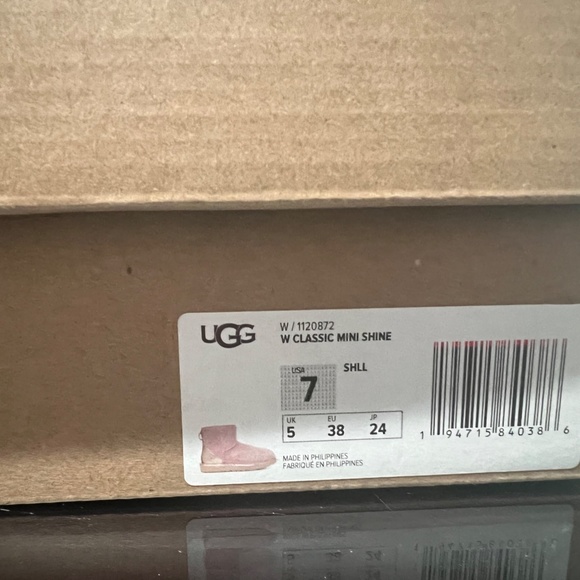 UGG
W / 1120872
W CLASSIC MINI SHINE
USA
7
SHLL
UK EU JP
5 38 24
MADE IN PHILIPPINES
FABRIQUÉ EN PHILIPPINES
1 94715 84038 6